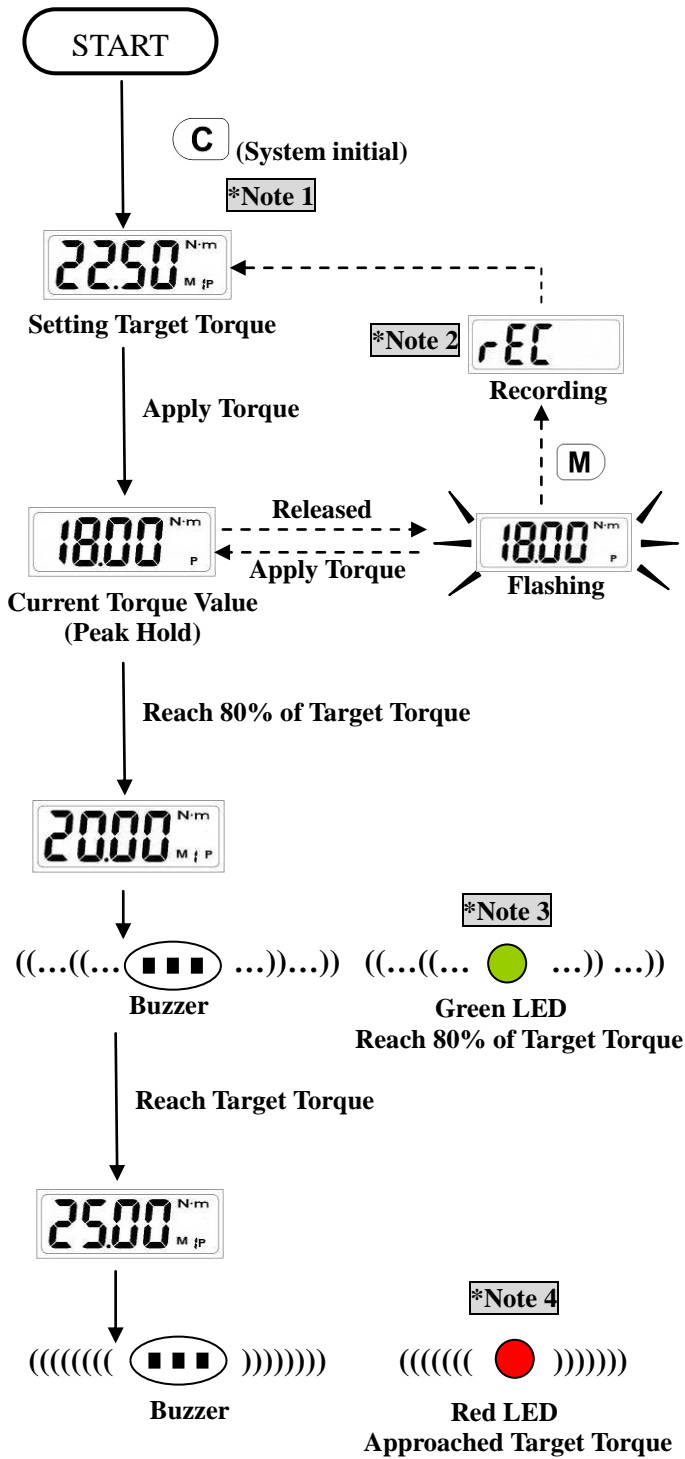 START
C (System initial)
*Note 1
22.50 N·m M P
Setting Target Torque
*Note 2
rEC
Recording
Apply Torque
M
18.00 N·m P
Released
Apply Torque
18.00 N·m P
Flashing
Current Torque Value
(Peak Hold)
Reach 80% of Target Torque
20.00 N·m M P
*Note 3
((…((… …))…)) ((…((… …)) …))
Buzzer
Green LED
Reach 80% of Target Torque
Reach Target Torque
25.00 N·m M P
*Note 4
(((((((( )))))))) ((((((( )))))))
Buzzer
Red LED
Approached Target Torque